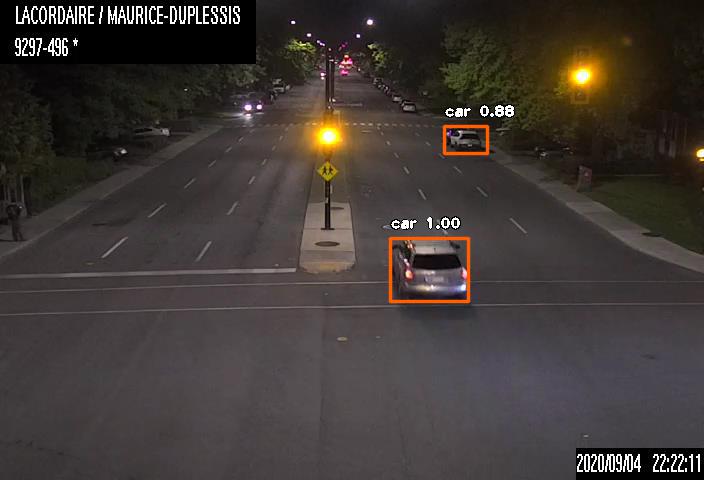 LACORDAIRE / MAURICE-DUPLESSIS
9297-496 *
car 0.88
car 1.00
2020/09/04 22:22:11